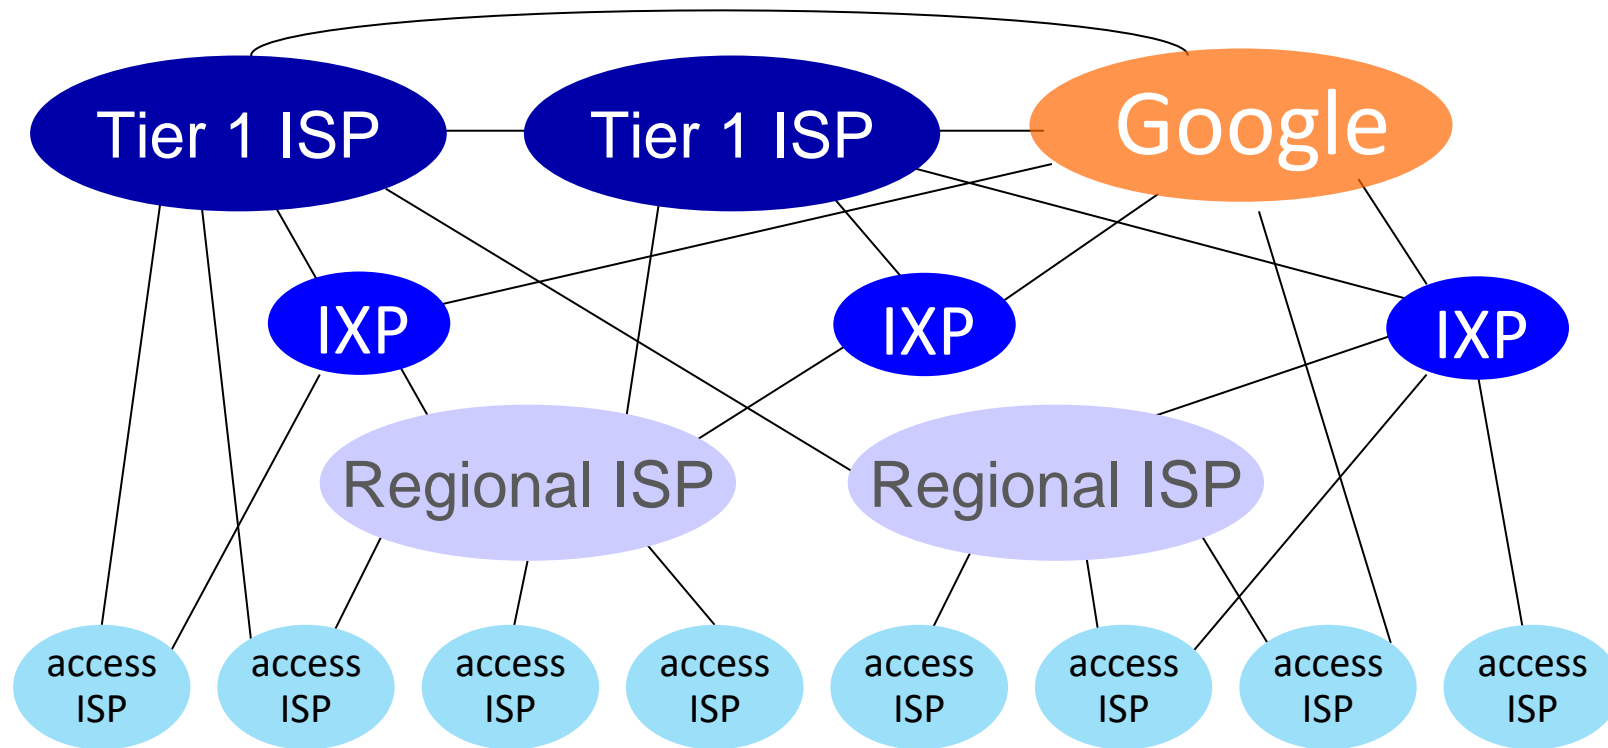 Tier 1 ISP
Tier 1 ISP
Google
IXP
IXP
IXP
Regional ISP
Regional ISP
access
ISP
access
ISP
access
ISP
access
ISP
access
ISP
access
ISP
access
ISP
access
ISP